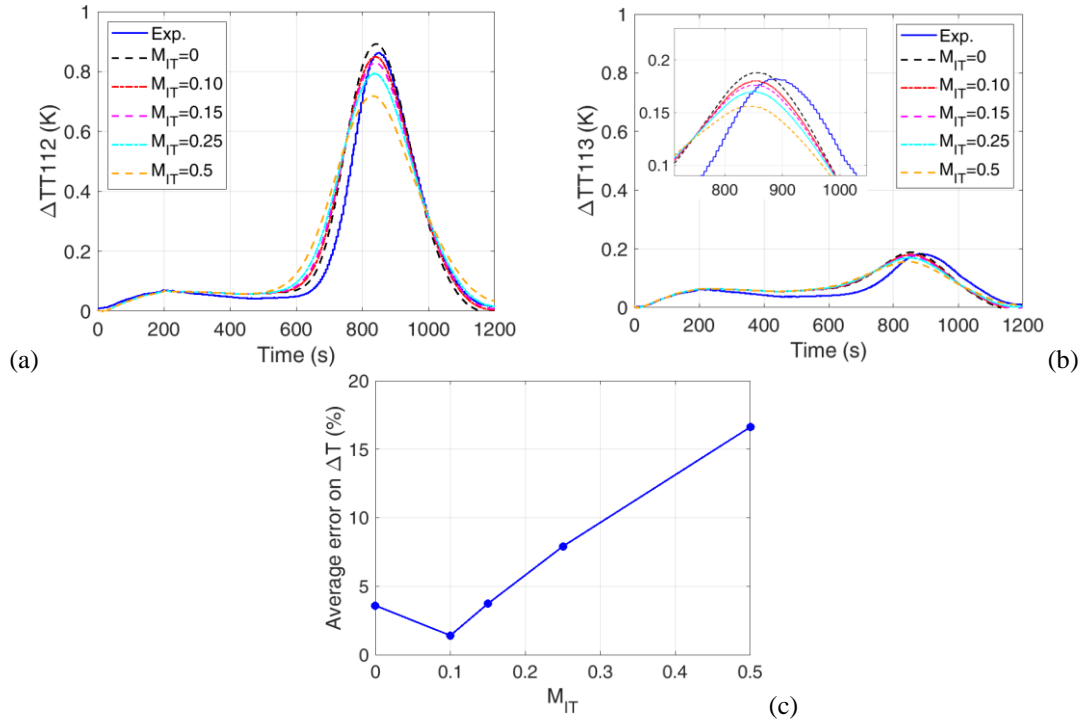 1
0.8
0.6
0.4
0.2
0
ΔTT112 (K)
0 200 400 600 800 1000 1200
Time (s)
Exp.
M_IT=0
M_IT=0.10
M_IT=0.15
M_IT=0.25
M_IT=0.5
(a)
1
0.8
0.6
0.4
0.2
0
ΔTT113 (K)
0 200 400 600 800 1000 1200
Time (s)
0.2
0.15
0.1
800 900 1000
Exp.
M_IT=0
M_IT=0.10
M_IT=0.15
M_IT=0.25
M_IT=0.5
(b)
20
15
10
5
0
Average error on ΔT (%)
0 0.1 0.2 0.3 0.4 0.5
M_IT
(c)